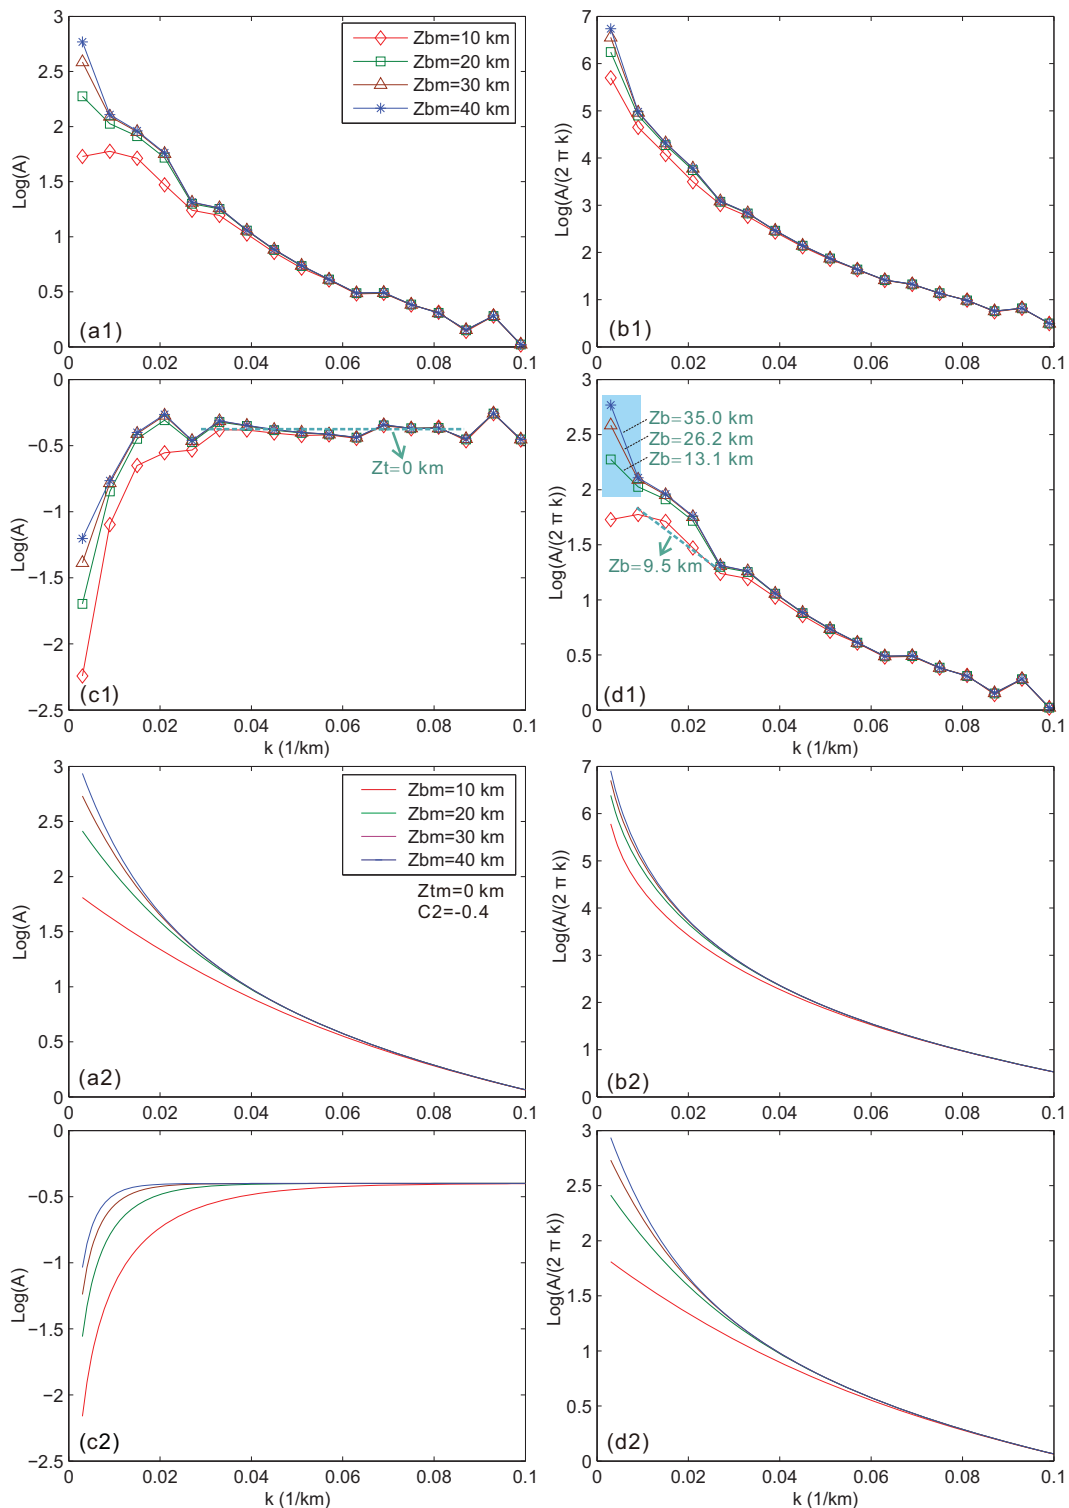 3
2.5
2
1.5
1
0.5
0
Log(A)
Zbm=10 km
Zbm=20 km
Zbm=30 km
Zbm=40 km
(a1)
0 0.02 0.04 0.06 0.08 0.1
7
6
5
4
3
2
1
0
Log(A/(2 π k))
(b1)
0 0.02 0.04 0.06 0.08 0.1
0
−0.5
−1
−1.5
−2
−2.5
Log(A)
Zt=0 km
(c1)
0 0.02 0.04 0.06 0.08 0.1
k (1/km)
3
2.5
2
1.5
1
0.5
0
Log(A/(2 π k))
Zb=35.0 km
Zb=26.2 km
Zb=13.1 km
Zb=9.5 km
(d1)
0 0.02 0.04 0.06 0.08 0.1
k (1/km)
3
2.5
2
1.5
1
0.5
0
Log(A)
Zbm=10 km
Zbm=20 km
Zbm=30 km
Zbm=40 km
Ztm=0 km
C2=-0.4
(a2)
0 0.02 0.04 0.06 0.08 0.1
7
6
5
4
3
2
1
0
Log(A/(2 π k))
(b2)
0 0.02 0.04 0.06 0.08 0.1
0
−0.5
−1
−1.5
−2
−2.5
Log(A)
(c2)
0 0.02 0.04 0.06 0.08 0.1
k (1/km)
3
2.5
2
1.5
1
0.5
0
Log(A/(2 π k))
(d2)
0 0.02 0.04 0.06 0.08 0.1
k (1/km)